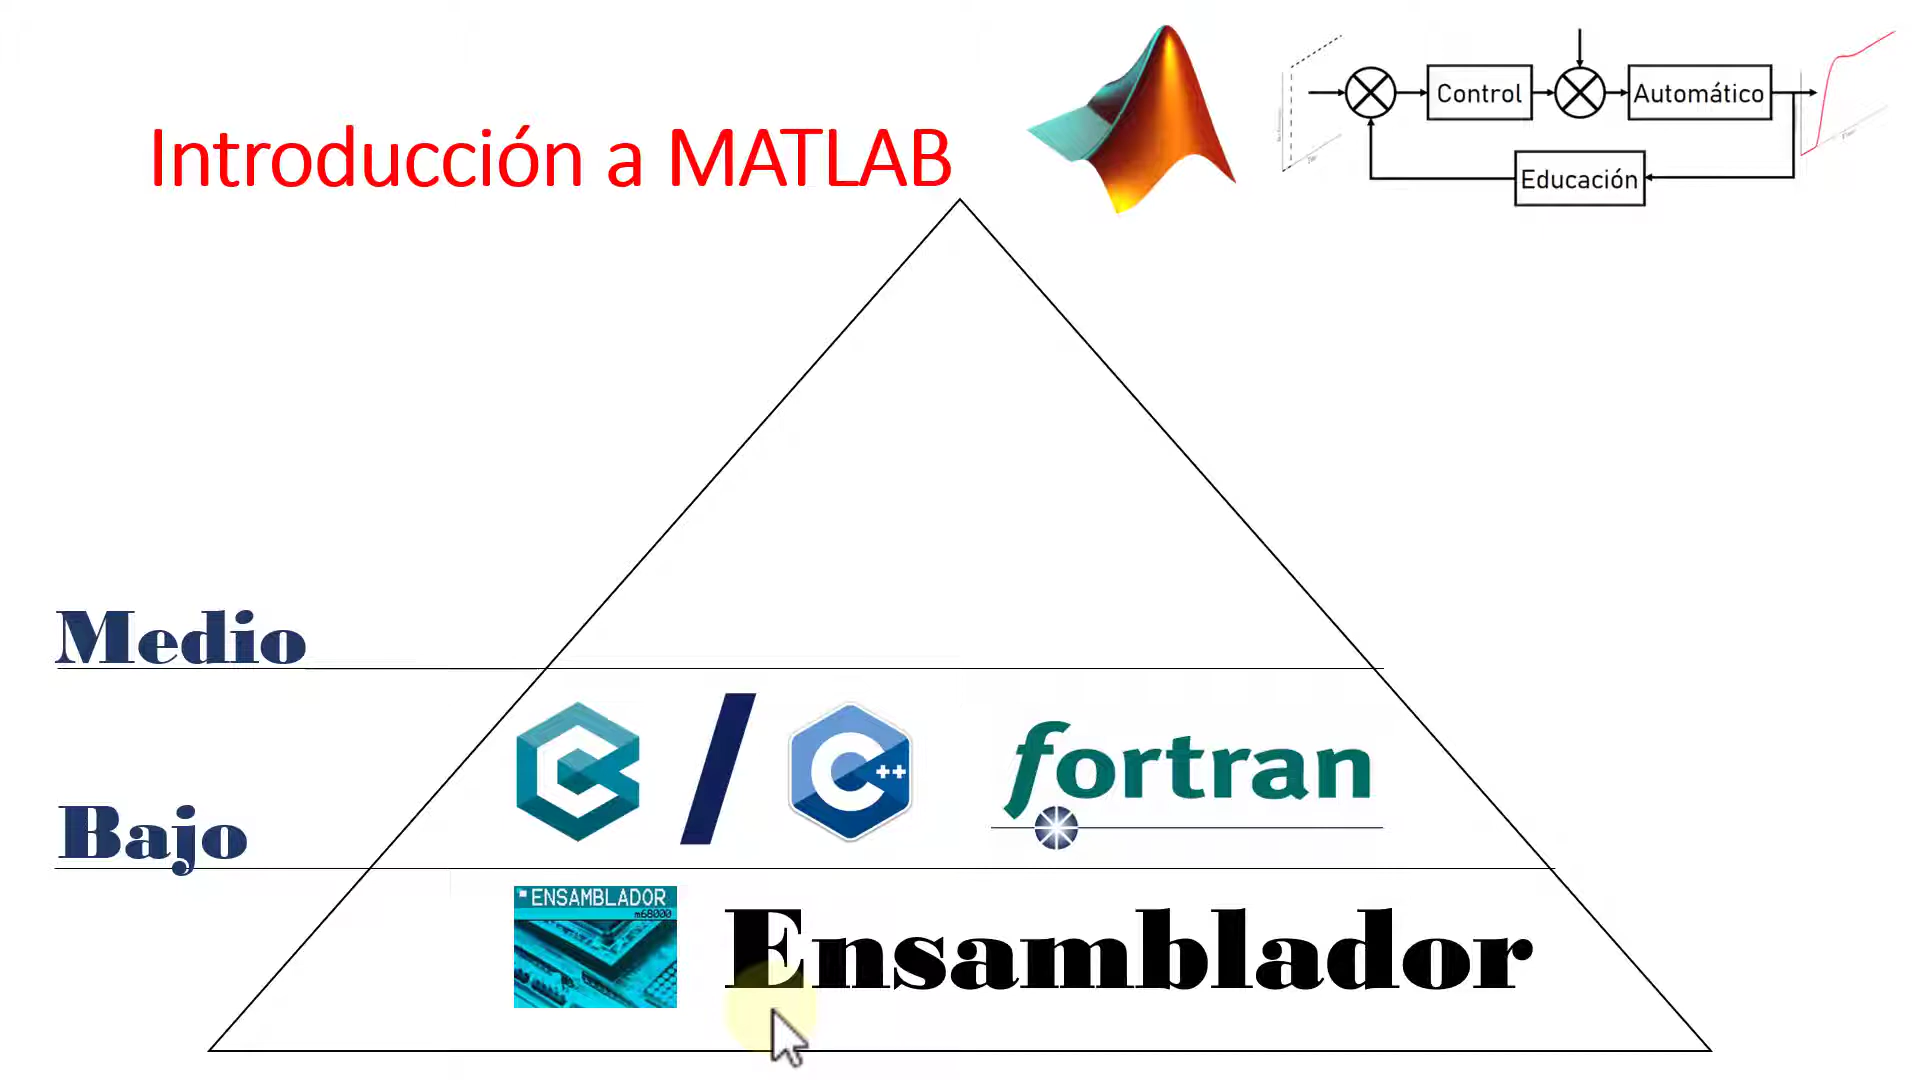 Introducción a MATLAB
Control
Automático
Educación
Medio
C / C++
fortran
Bajo
ENSAMBLADOR
m68000
Ensamblador